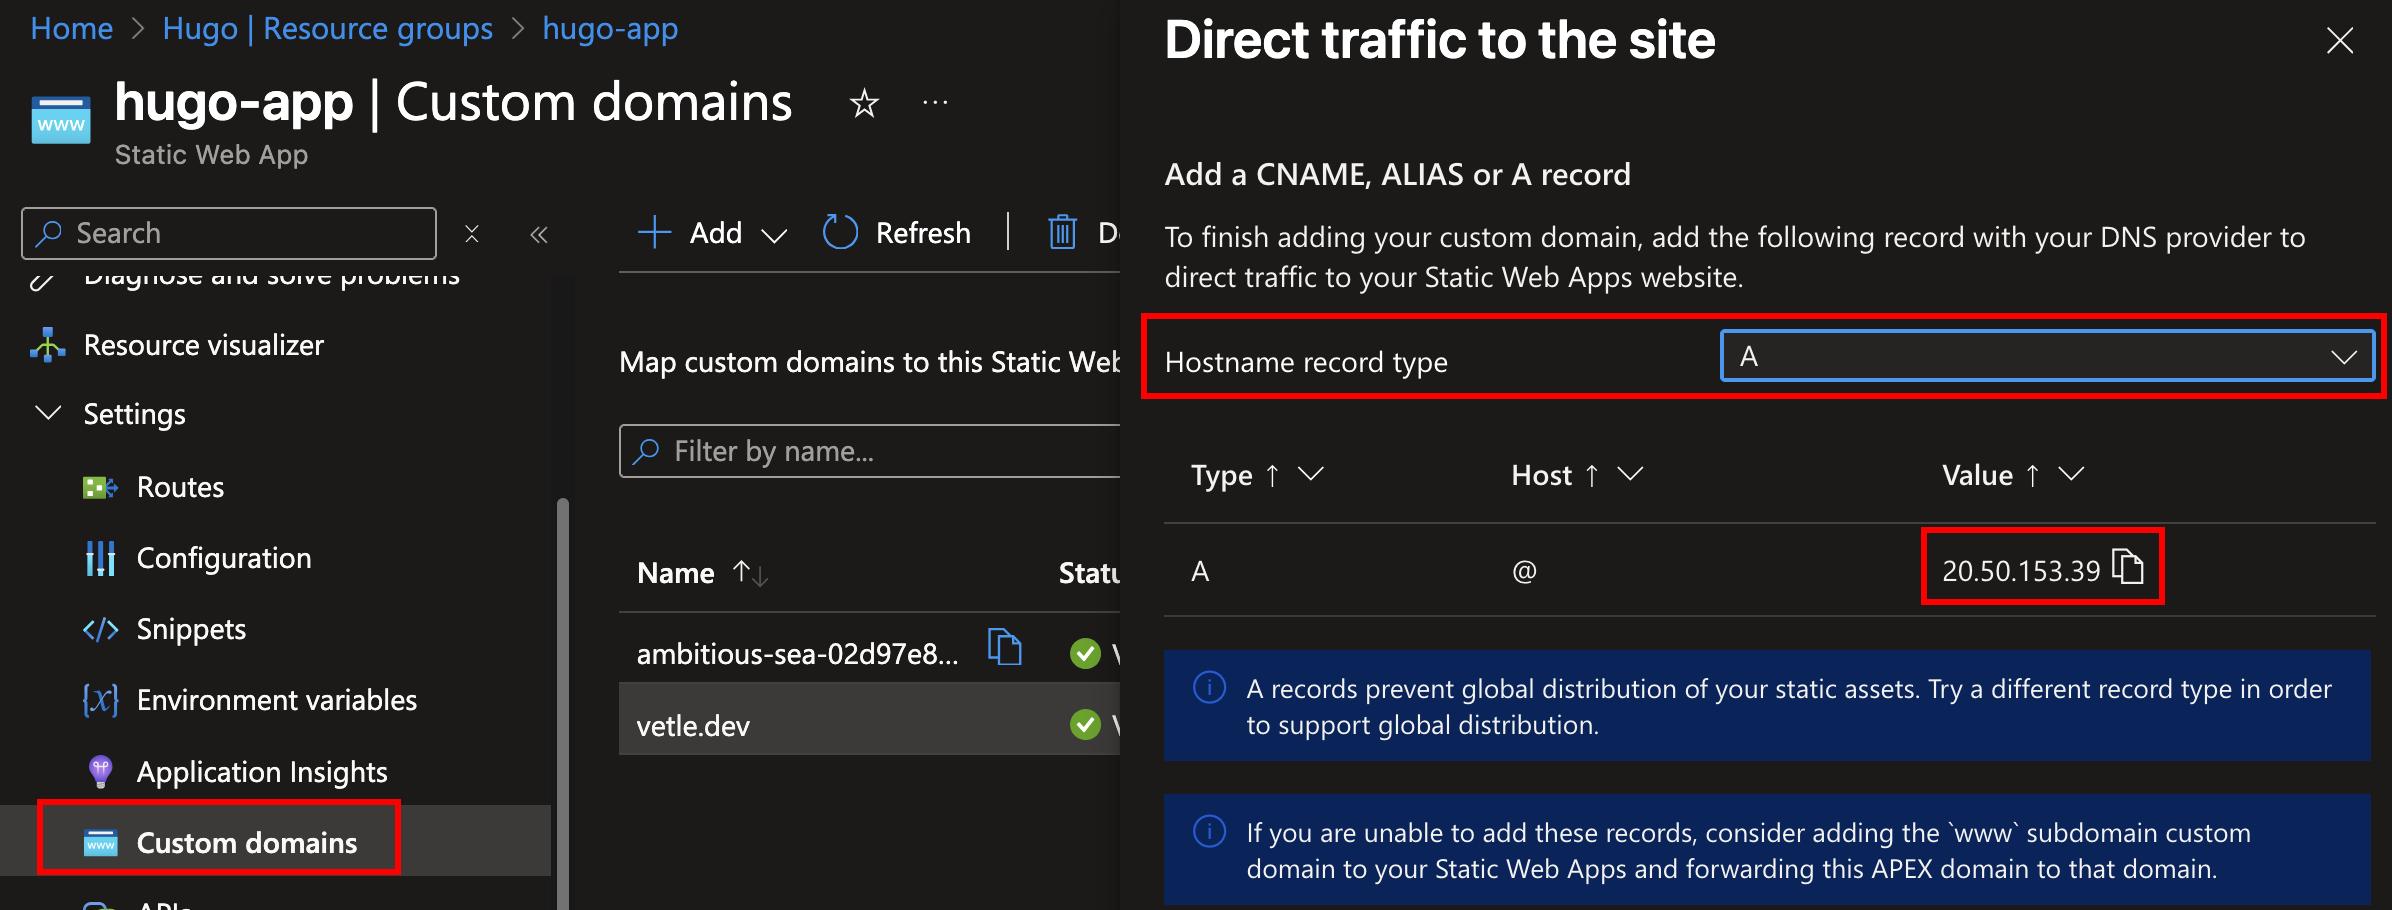 Home > Hugo | Resource groups > hugo-app
hugo-app | Custom domains
Static Web App
Search
Diagnose and solve problems
Resource visualizer
Settings
Routes
Configuration
Snippets
Environment variables
Application Insights
www
Custom domains
APIs
Add
Refresh
Map custom domains to this Static Web
Filter by name...
Name
ambitious-sea-02d97e8...
vetle.dev
Direct traffic to the site
Add a CNAME, ALIAS or A record
To finish adding your custom domain, add the following record with your DNS provider to
direct traffic to your Static Web Apps website.
Hostname record type A
Type Host Value
A @ 20.50.153.39
A records prevent global distribution of your static assets. Try a different record type in order
to support global distribution.
If you are unable to add these records, consider adding the `www` subdomain custom
domain to your Static Web Apps and forwarding this APEX domain to that domain.